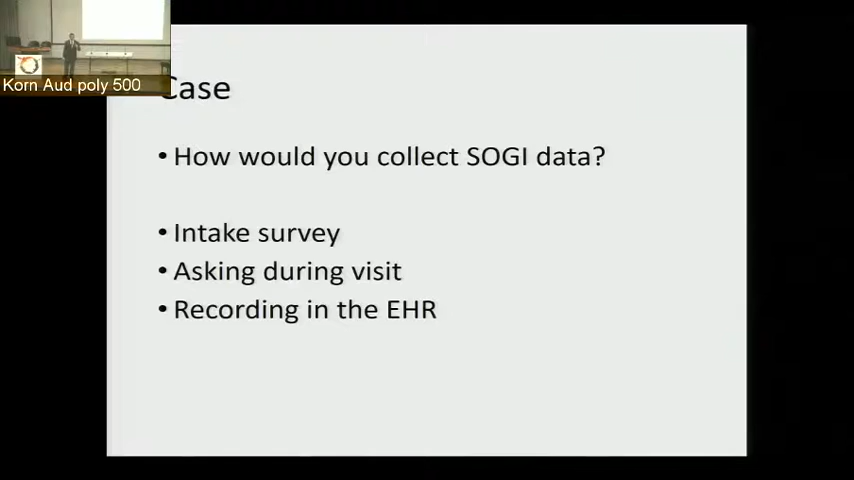 Korn Aud poly 500
Case
• How would you collect SOGI data?
• Intake survey
• Asking during visit
• Recording in the EHR